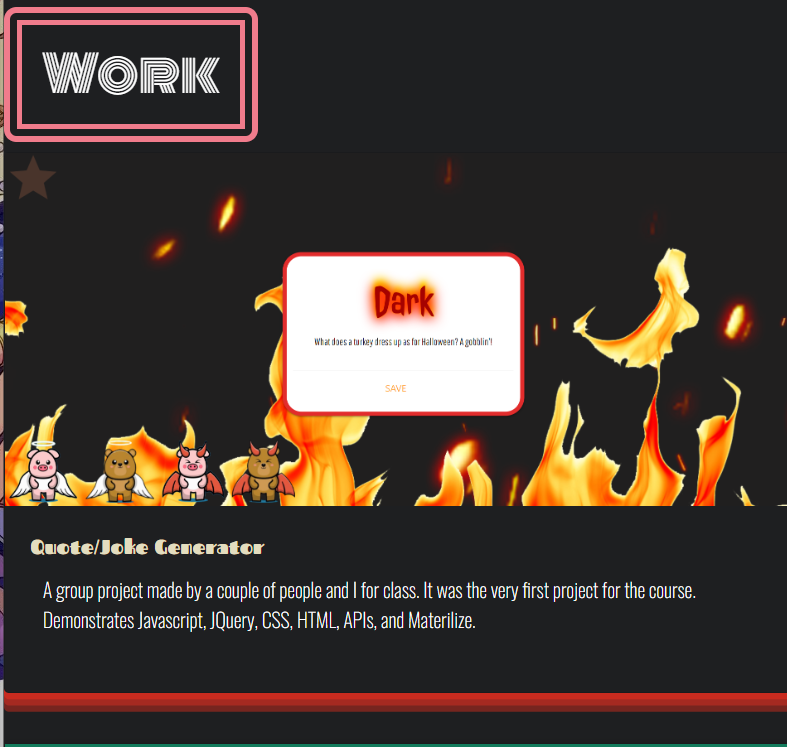 Work
Dark
What does a turkey dress up as for Halloween? A gobblin'!
SAVE
Quote/Joke Generator
A group project made by a couple of people and I for class. It was the very first project for the course.
Demonstrates Javascript, JQuery, CSS, HTML, APIs, and Materilize.